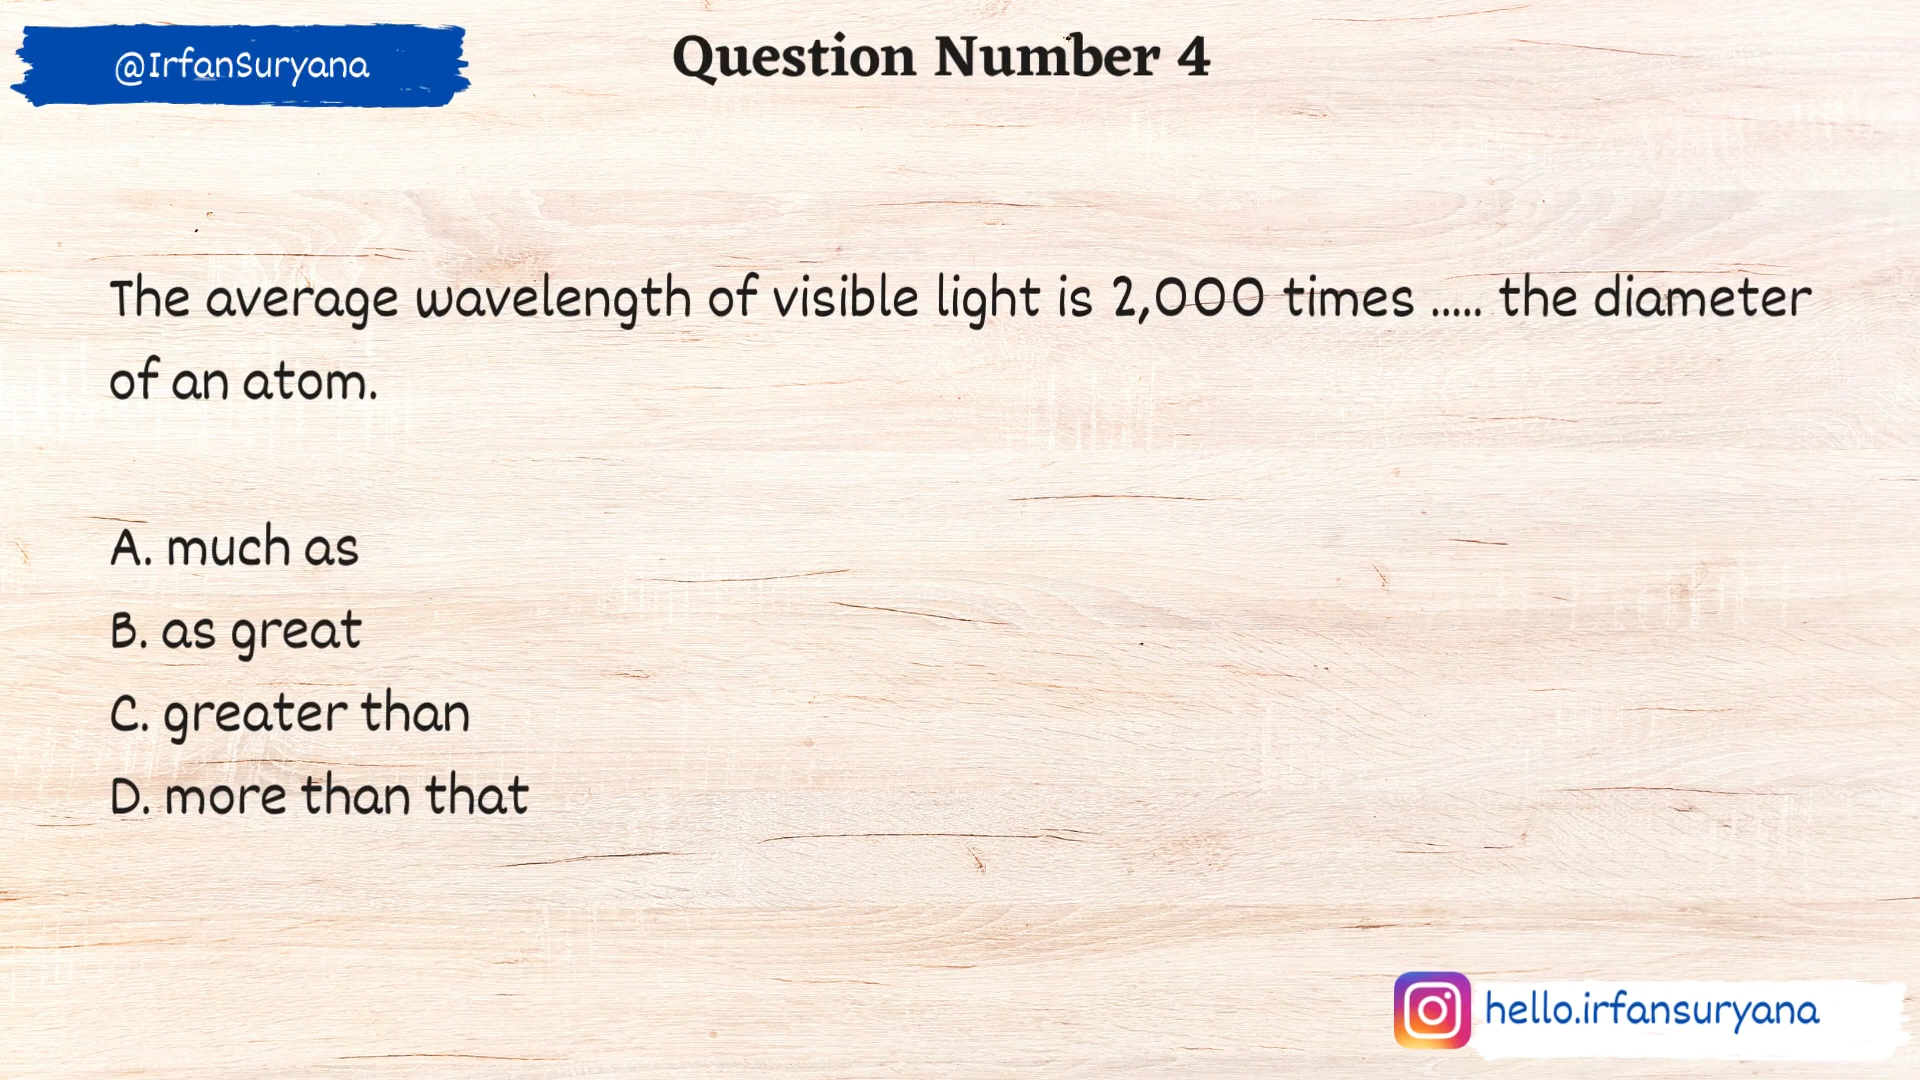 @IrfanSuryana
Question Number 4
The average wavelength of visible light is 2,000 times ..... the diameter
of an atom.
A. much as
B. as great
C. greater than
D. more than that
hello.irfansuryana